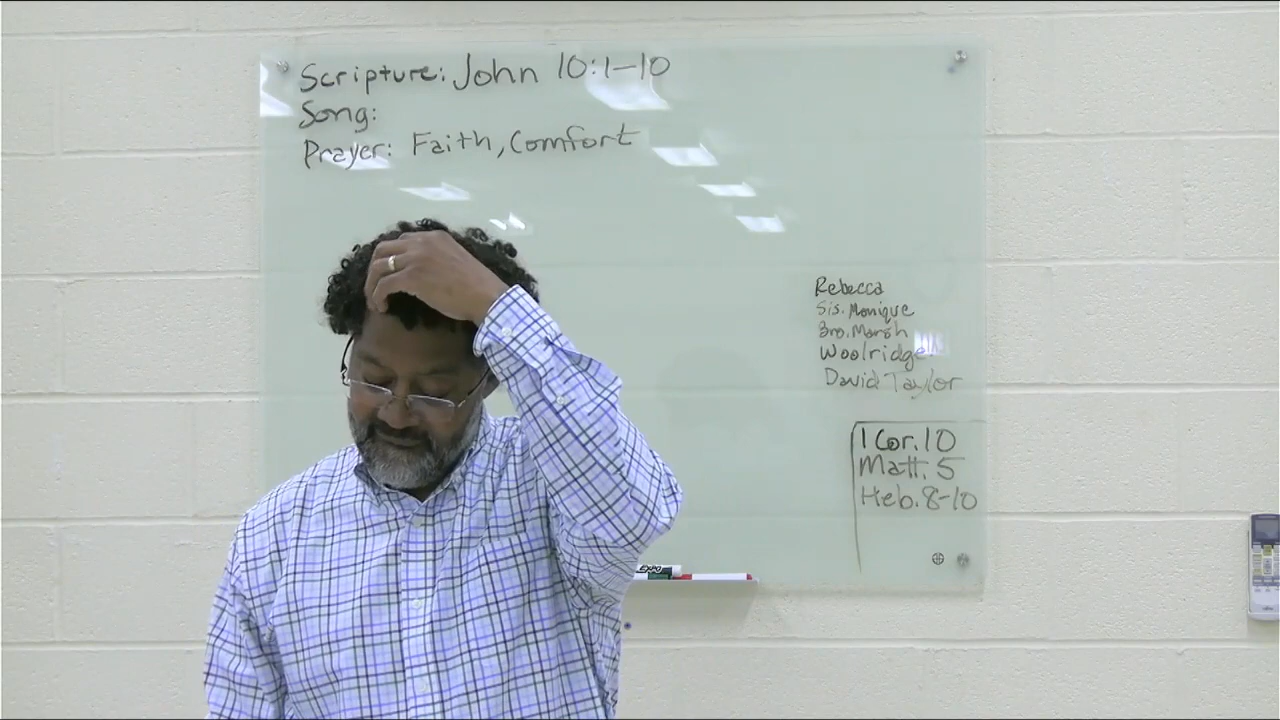 Scripture: John 10:1-10
Song:
Prayer: Faith, Comfort
Rebecca
Sis. Monique
Bro. Marsh
Woolridge
David Taylor
1 Cor. 10
Matt. 5
Heb. 8-10
EXPO